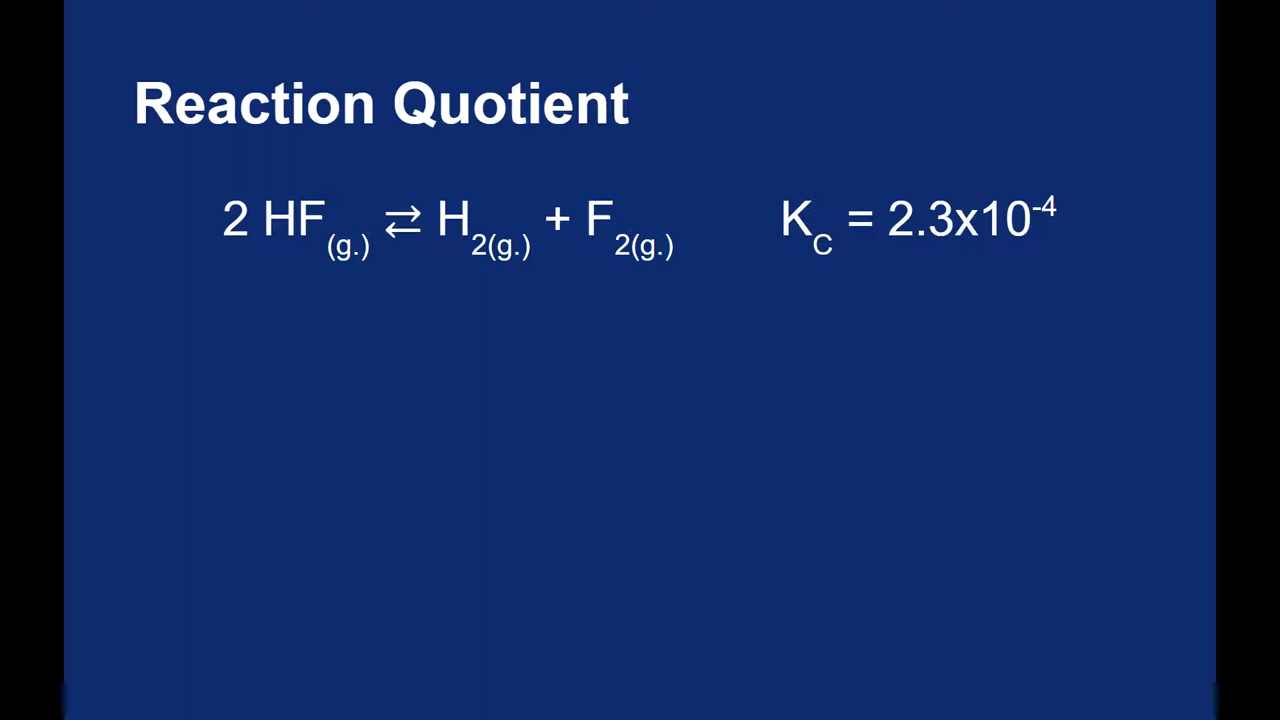 Reaction Quotient
2 HF(g.) ⇄ H2(g.) + F2(g.) KC = 2.3x10-4